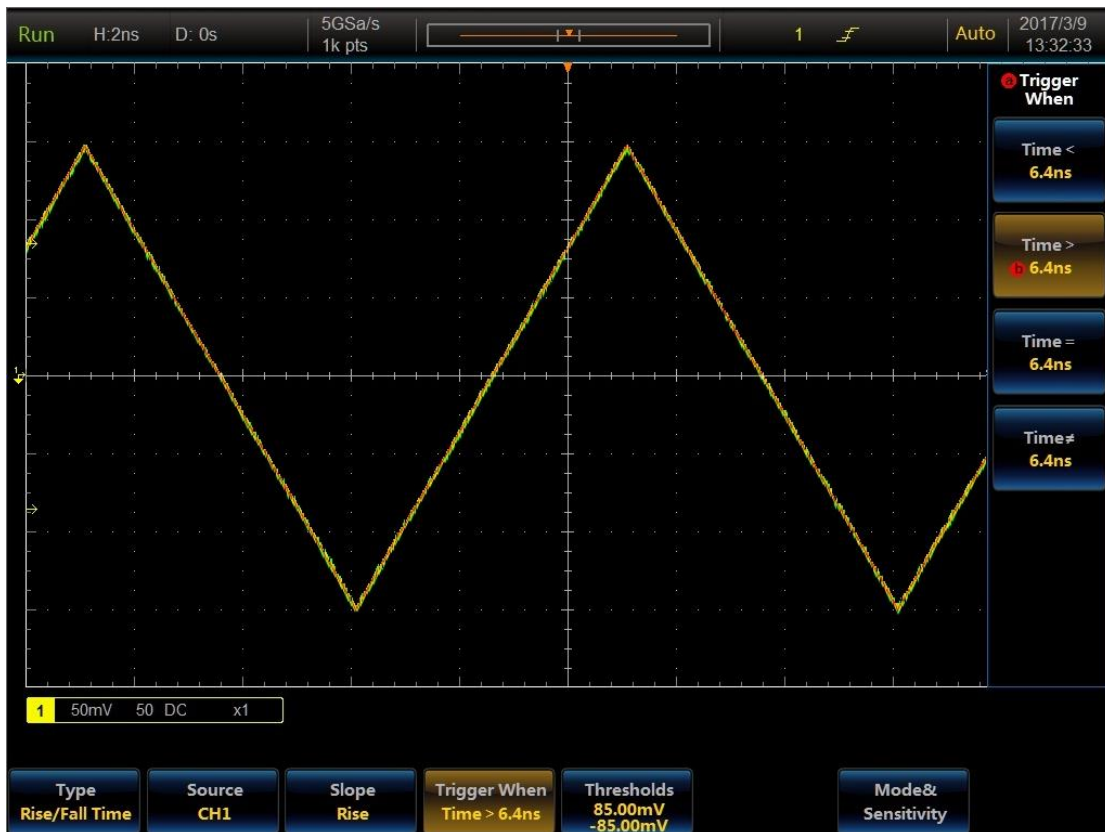 Run H:2ns D: 0s 5GSa/s 1 Auto 2017/3/9
1k pts 13:32:33
a Trigger
When
Time <
6.4ns
Time >
b 6.4ns
Time =
6.4ns
Time≠
6.4ns
1
1 50mV 50 DC x1
Type
Rise/Fall Time
Source
CH1
Slope
Rise
Trigger When
Time > 6.4ns
Thresholds
85.00mV
-85.00mV
Mode&
Sensitivity